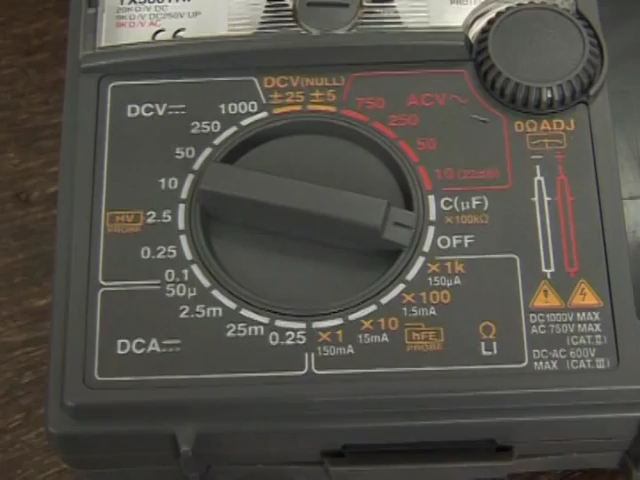 20KΩ/V DC
9KΩ/V DC250V UP
9KΩ/V AC
CE
DCV(NULL)
±25 ±5
DCV
1000
250
50
10
2.5
0.25
0.1
HV
PROBE
750
ACV~
250
50
10 (22dB)
C(μF)
×100kΩ
OFF
×1k
150μA
×100
1.5mA
×10
15mA
×1
150mA
hFE
PROBE
Ω
LI
50μ
2.5m
25m
0.25
DCA
0ΩADJ
− +
DC1000V MAX
AC 750V MAX
(CAT.II)
DC-AC 600V
MAX (CAT.III)